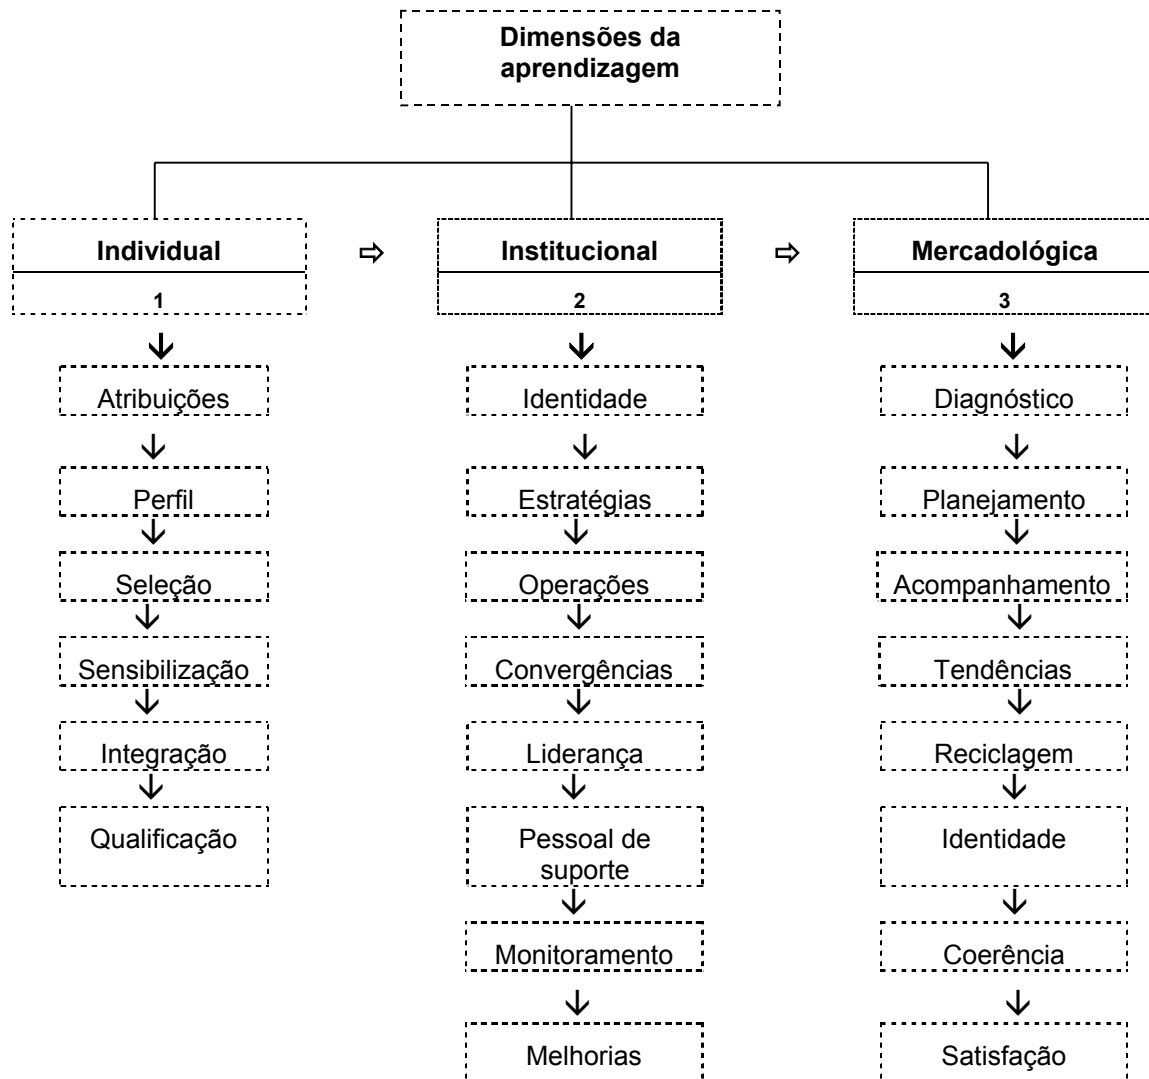 Dimensões da
aprendizagem
Individual
1
Institucional
2
Mercadológica
3
Atribuições
Perfil
Seleção
Sensibilização
Integração
Qualificação
Identidade
Estratégias
Operações
Convergências
Liderança
Pessoal de
suporte
Monitoramento
Melhorias
Diagnóstico
Planejamento
Acompanhamento
Tendências
Reciclagem
Identidade
Coerência
Satisfação